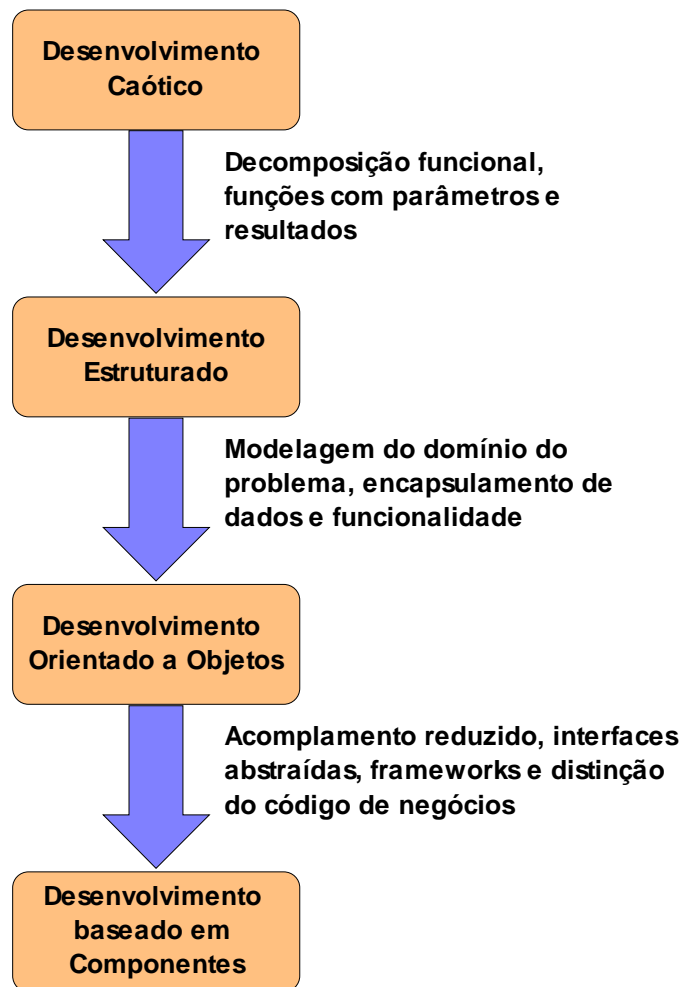 Desenvolvimento
Caótico
Decomposição funcional,
funções com parâmetros e
resultados
Desenvolvimento
Estruturado
Modelagem do domínio do
problema, encapsulamento de
dados e funcionalidade
Desenvolvimento
Orientado a Objetos
Acomplamento reduzido, interfaces
abstraídas, frameworks e distinção
do código de negócios
Desenvolvimento
baseado em
Componentes